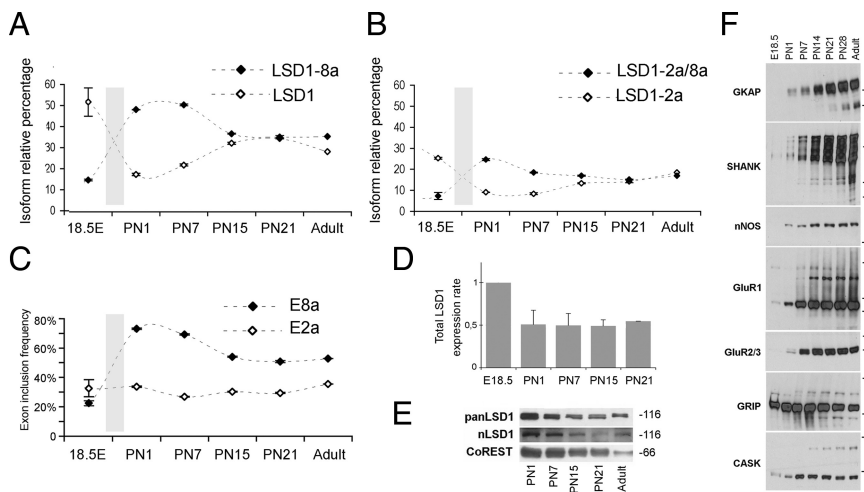 A
Isoform relative percentage
60
50
40
30
20
10
0
LSD1-8a
LSD1
18.5E PN1 PN7 PN15 PN21 Adult
B
Isoform relative percentage
60
50
40
30
20
10
0
LSD1-2a/8a
LSD1-2a
18.5E PN1 PN7 PN15 PN21 Adult
C
Exon inclusion frequency
80%
60%
40%
20%
0
E8a
E2a
18.5E PN1 PN7 PN15 PN21 Adult
D
Total LSD1
expression rate
1
0,5
0
E18.5 PN1 PN7 PN15 PN21
E
panLSD1 -116
nLSD1 -116
CoREST -66
PN1 PN7 PN15 PN21 Adult
F
E18.5 PN1 PN7 PN14 PN21 PN28 Adult
GKAP
SHANK
nNOS
GluR1
GluR2/3
GRIP
CASK